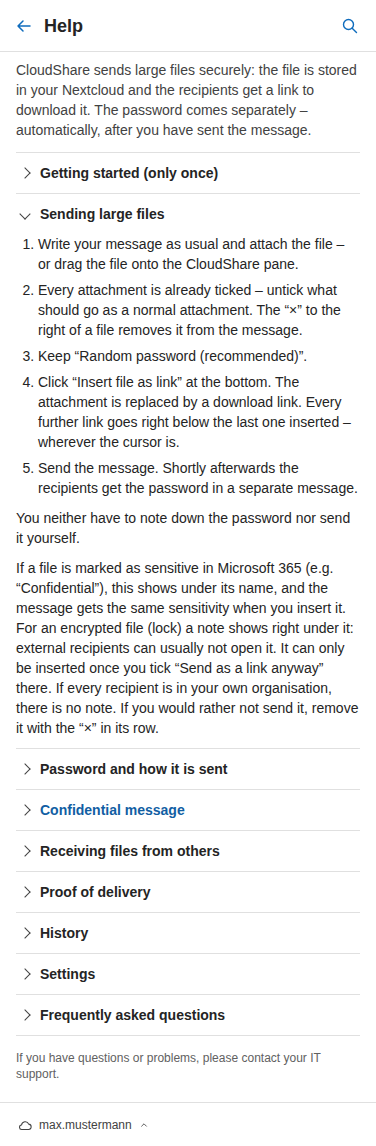 Help
CloudShare sends large files securely: the file is stored
in your Nextcloud and the recipients get a link to
download it. The password comes separately –
automatically, after you have sent the message.
Getting started (only once)
Sending large files
1. Write your message as usual and attach the file –
or drag the file onto the CloudShare pane.
2. Every attachment is already ticked – untick what
should go as a normal attachment. The “×” to the
right of a file removes it from the message.
3. Keep “Random password (recommended)”.
4. Click “Insert file as link” at the bottom. The
attachment is replaced by a download link. Every
further link goes right below the last one inserted –
wherever the cursor is.
5. Send the message. Shortly afterwards the
recipients get the password in a separate message.
You neither have to note down the password nor send
it yourself.
If a file is marked as sensitive in Microsoft 365 (e.g.
“Confidential”), this shows under its name, and the
message gets the same sensitivity when you insert it.
For an encrypted file (lock) a note shows right under it:
external recipients can usually not open it. It can only
be inserted once you tick “Send as a link anyway”
there. If every recipient is in your own organisation,
there is no note. If you would rather not send it, remove
it with the “×” in its row.
Password and how it is sent
Confidential message
Receiving files from others
Proof of delivery
History
Settings
Frequently asked questions
If you have questions or problems, please contact your IT
support.
max.mustermann